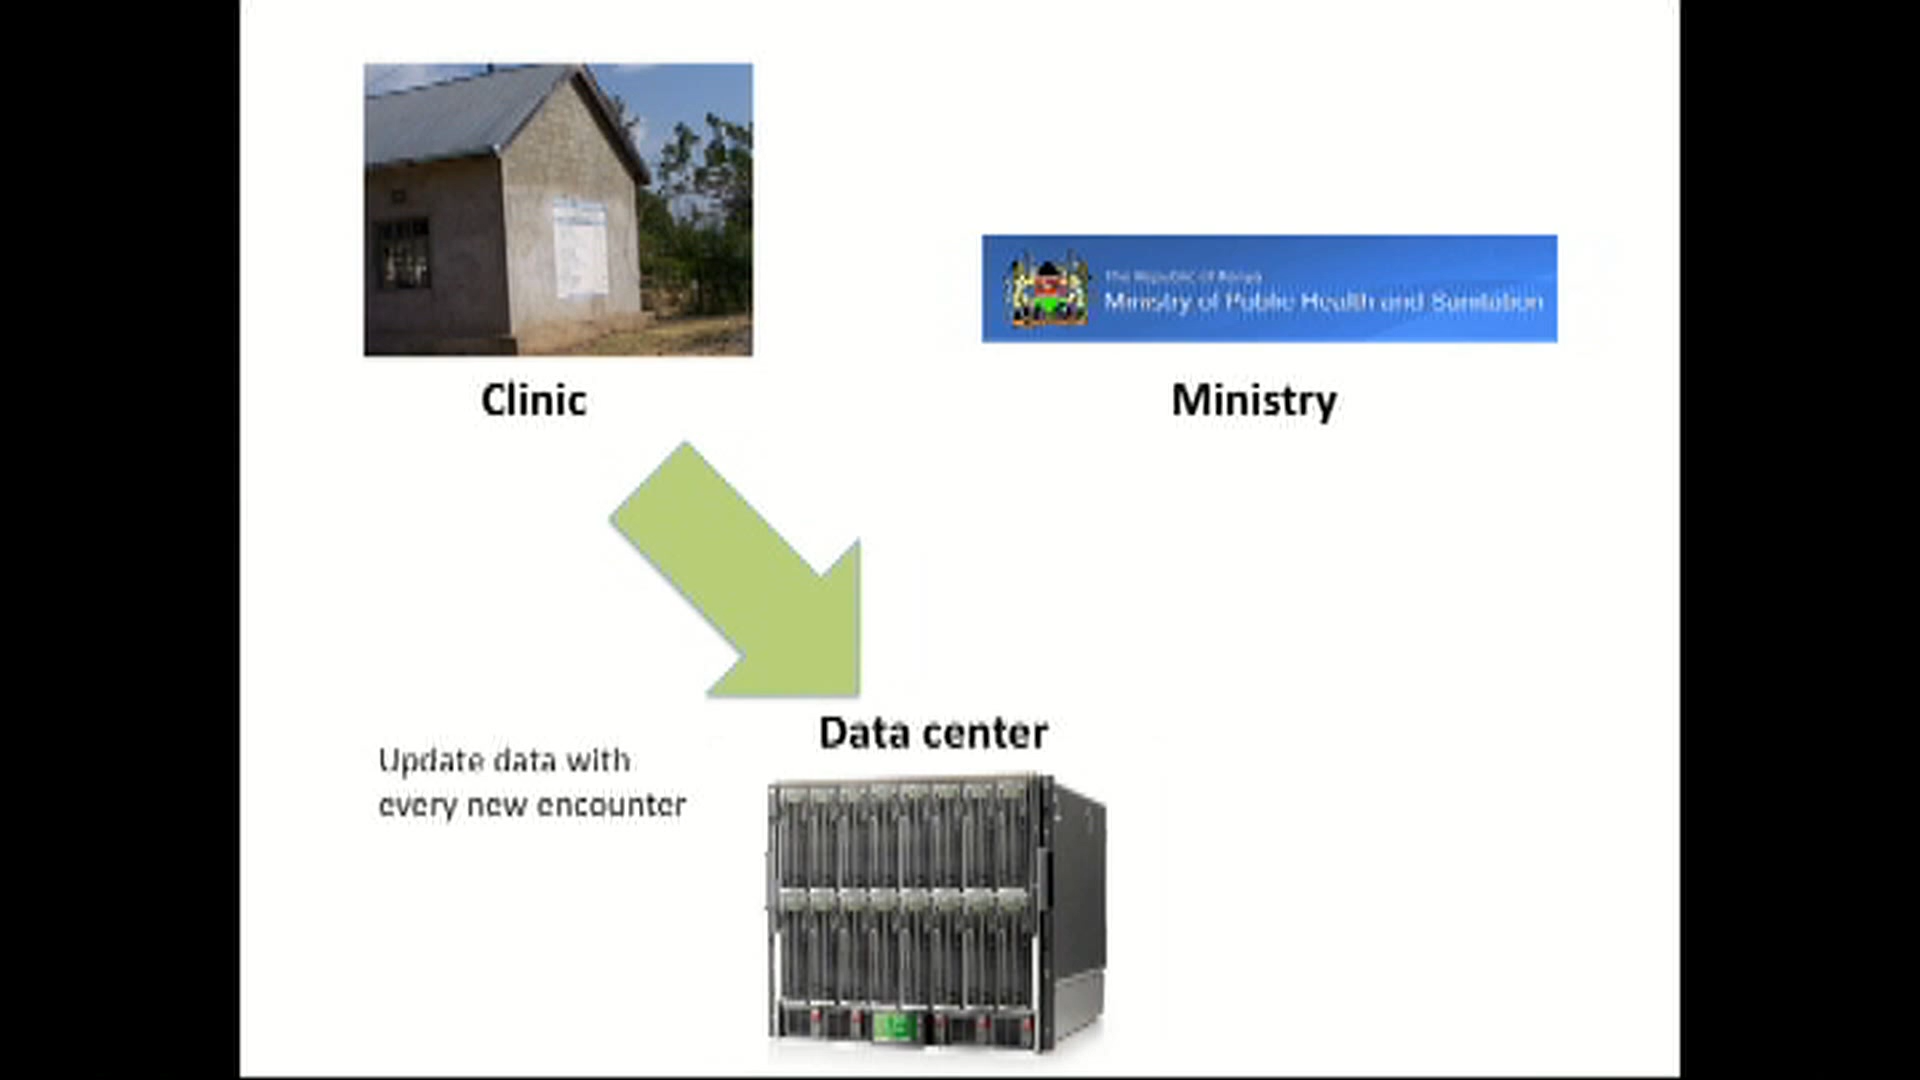 The Republic of Kenya
Ministry of Public Health and Sanitation
Clinic
Ministry
Data center
Update data with
every new encounter